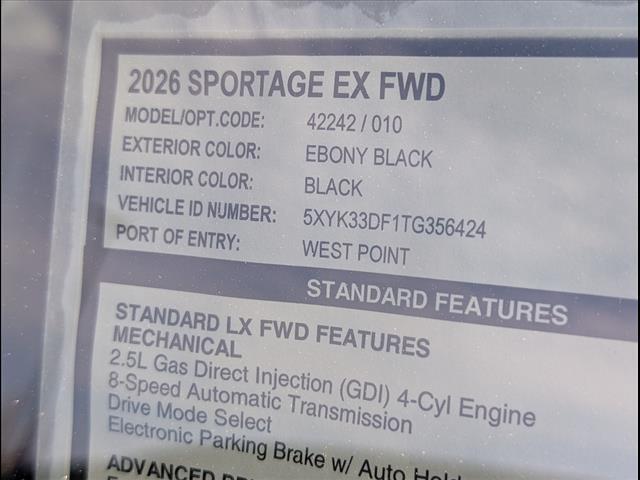 2026 SPORTAGE EX FWD
MODEL/OPT.CODE: 42242 / 010
EXTERIOR COLOR: EBONY BLACK
INTERIOR COLOR: BLACK
VEHICLE ID NUMBER: 5XYK33DF1TG356424
PORT OF ENTRY: WEST POINT
STANDARD FEATURES
STANDARD LX FWD FEATURES
MECHANICAL
2.5L Gas Direct Injection (GDI) 4-Cyl Engine
8-Speed Automatic Transmission
Drive Mode Select
Electronic Parking Brake w/ Auto Hold
ADVANCED